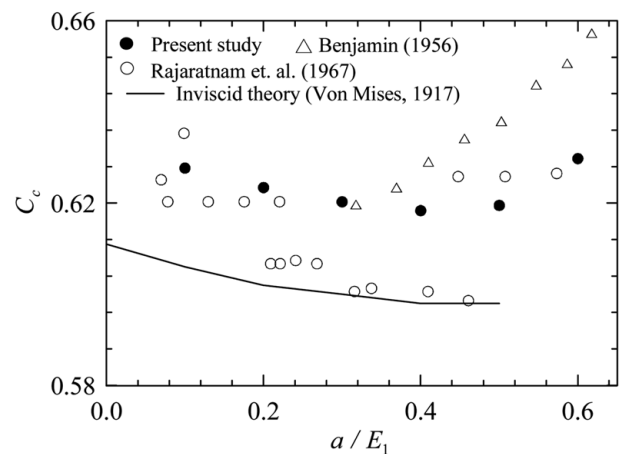 0.66
Present study
Benjamin (1956)
Rajaratnam et. al. (1967)
Inviscid theory (Von Mises, 1917)
C_c
0.62
0.58
0.0 0.2 0.4 0.6
a / E_1